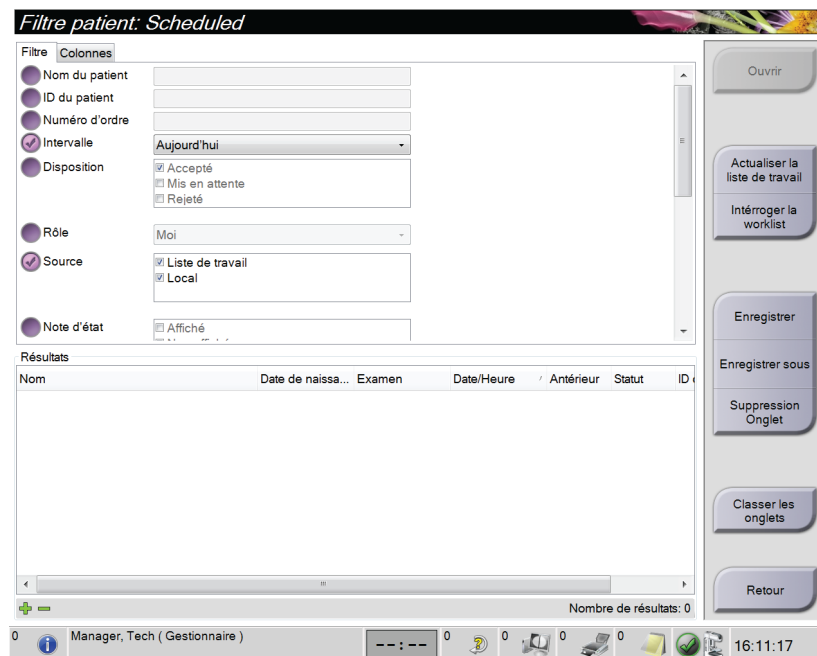 Filtre patient: Scheduled
Filtre Colonnes
Nom du patient
ID du patient
Numéro d'ordre
Intervalle Aujourd'hui
Disposition Accepté
Mis en attente
Rejeté
Rôle Moi
Source Liste de travail
Local
Note d'état Affiché
Résultats
Nom Date de naissa... Examen Date/Heure Antérieur Statut ID
Nombre de résultats: 0
Ouvrir
Actualiser la
liste de travail
Intérroger la
worklist
Enregistrer
Enregistrer sous
Suppression
Onglet
Classer les
onglets
Retour
0 Manager, Tech ( Gestionnaire ) --:-- 0 0 0 0 16:11:17